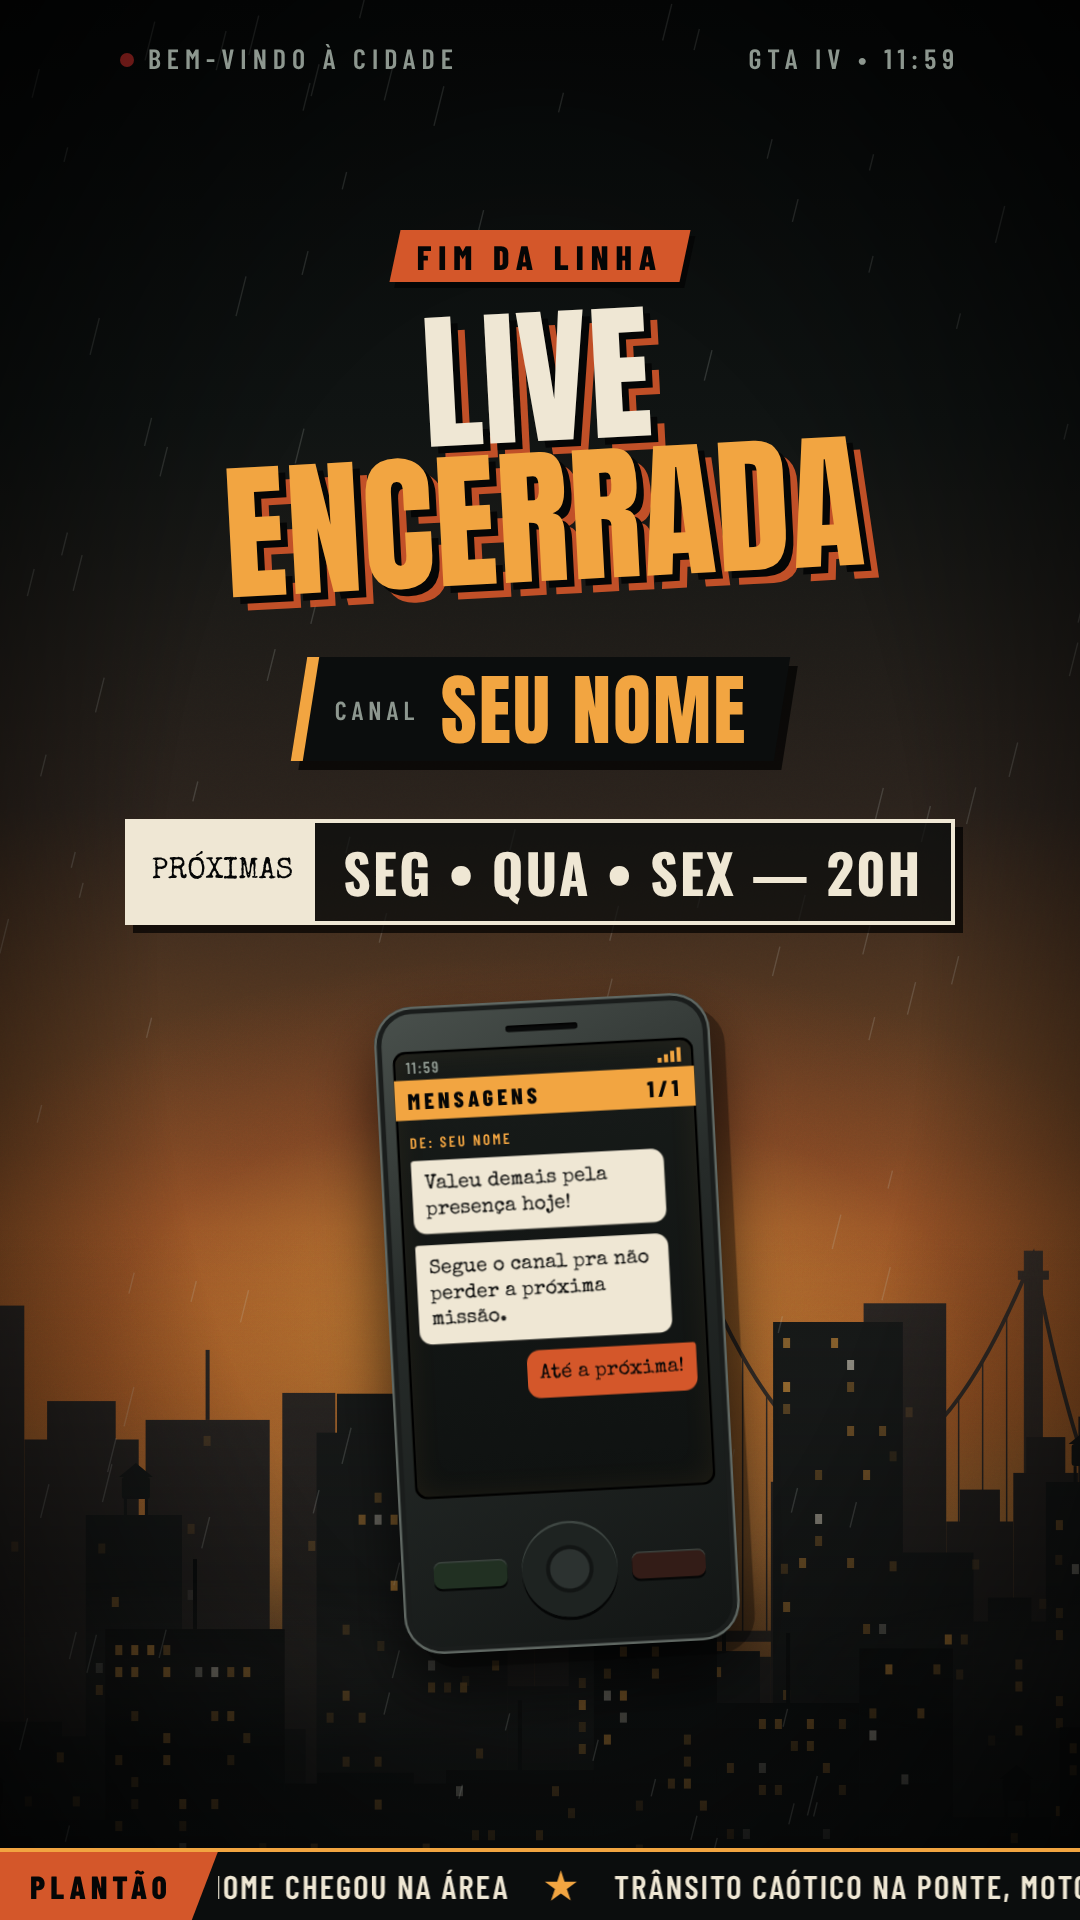 BEM-VINDO À CIDADE
GTA IV • 11:59
FIM DA LINHA
LIVE
ENCERRADA
CANAL SEU NOME
PRÓXIMAS SEG • QUA • SEX — 20H
11:59
MENSAGENS 1/1
DE: SEU NOME
Valeu demais pela
presença hoje!
Segue o canal pra não
perder a próxima
missão.
Até a próxima!
PLANTÃO CHEGOU NA ÁREA ★ TRÂNSITO CAÓTICO NA PONTE,